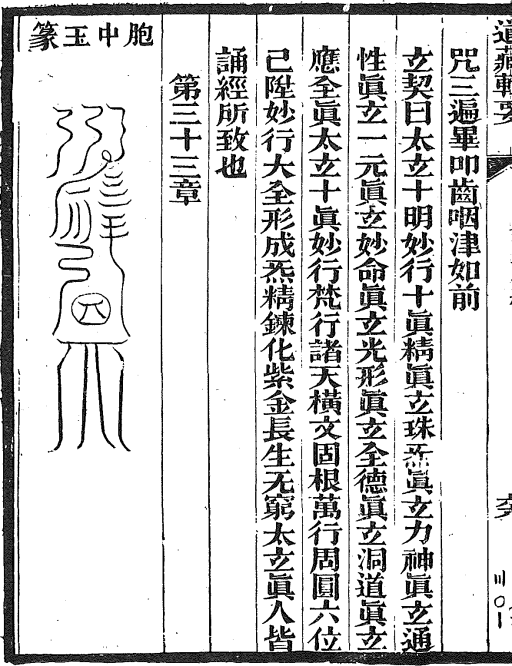 道藏輯要
咒三遍畢叩齒咽津如前
玄契曰太玄十明妙行十眞精眞玄珠炁眞玄力神眞玄通
性眞玄一元眞玄妙命眞玄光形眞玄全德眞玄洞道眞玄
應全眞太玄十眞妙行梵行諸天橫文固根萬行周圓六位
己陞妙行大全形成炁精鍊化紫金長生无窮太玄眞人皆
誦經所致也
第三十三章
胞中玉篆